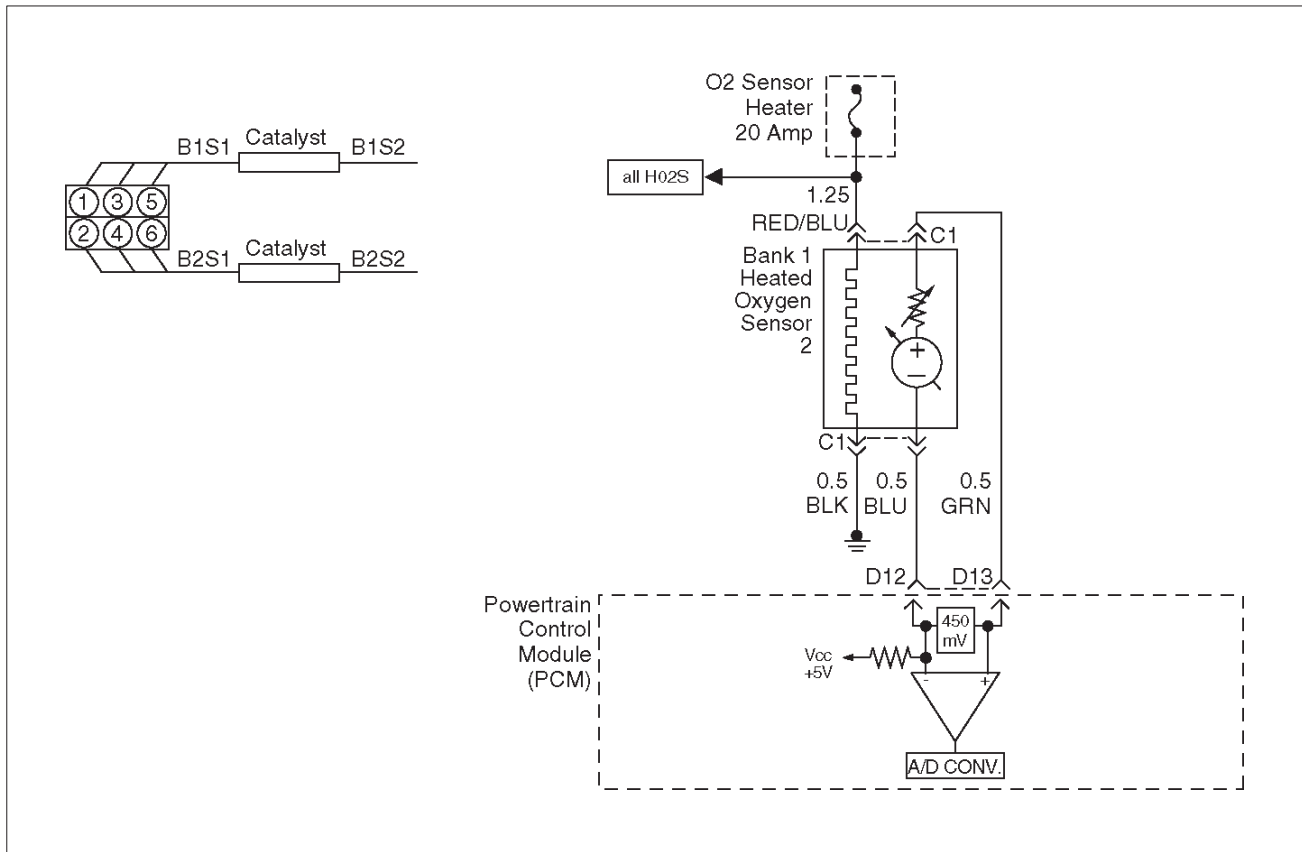 B1S1 Catalyst B1S2
1 3 5
2 4 6
B2S1 Catalyst B2S2
O2 Sensor
Heater
20 Amp
all H02S
1.25
RED/BLU
C1
Bank 1
Heated
Oxygen
Sensor
2
+
—
C1
0.5
BLK
0.5
BLU
0.5
GRN
D12 D13
Powertrain
Control
Module
(PCM)
450
mV
Vcc
+5V
- +
A/D CONV.